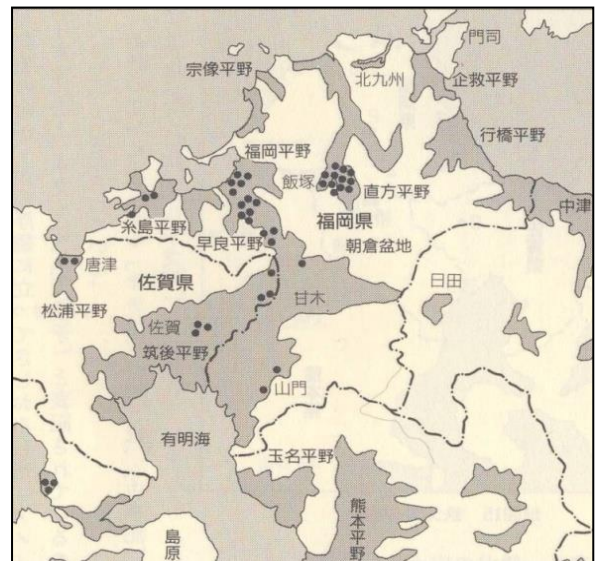 門司
宗像平野
北九州
企救平野
行橋平野
福岡平野
飯塚
直方平野
中津
福岡県
糸島平野
早良平野
朝倉盆地
唐津
佐賀県
日田
甘木
松浦平野
佐賀
筑後平野
山門
有明海
玉名平野
熊本平野
島原